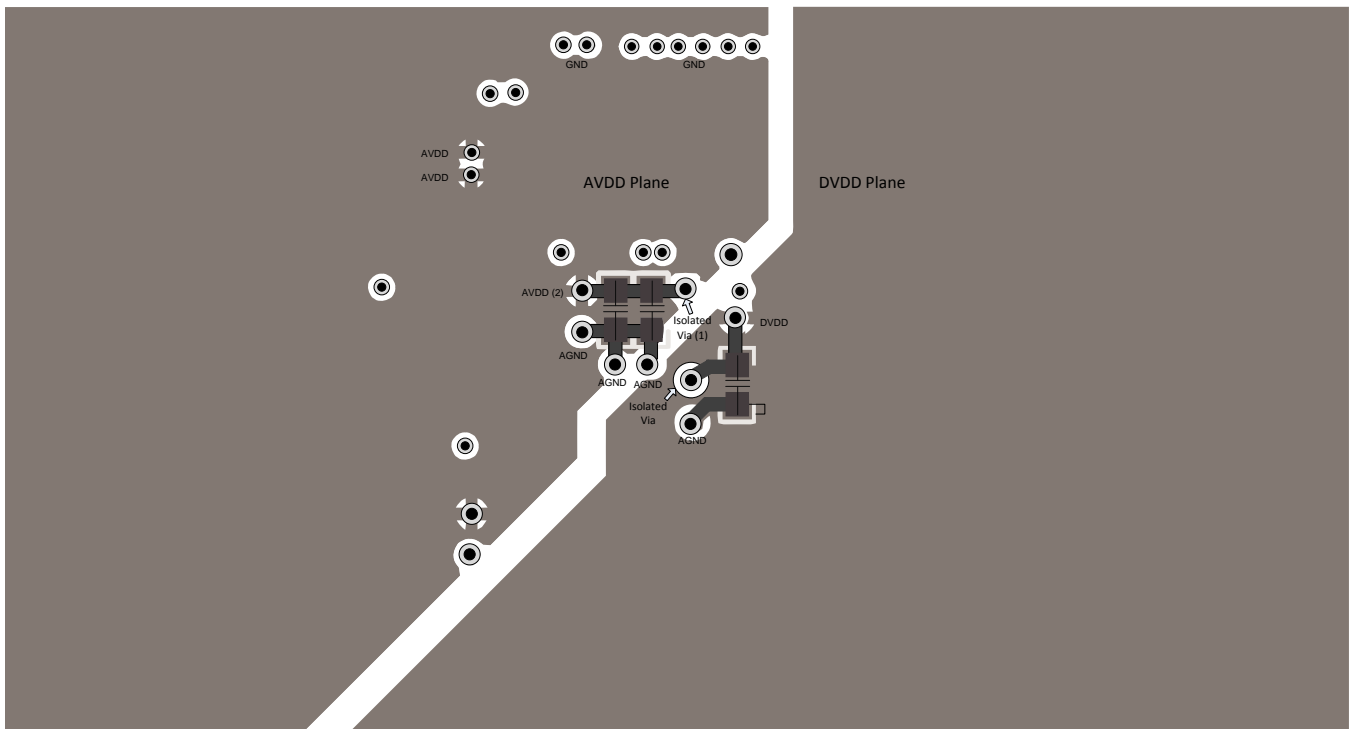 GND
GND
AVDD
AVDD
AVDD Plane
DVDD Plane
AVDD (2)
Isolated
Via (1)
DVDD
AGND
AGND
AGND
Isolated
Via
AGND